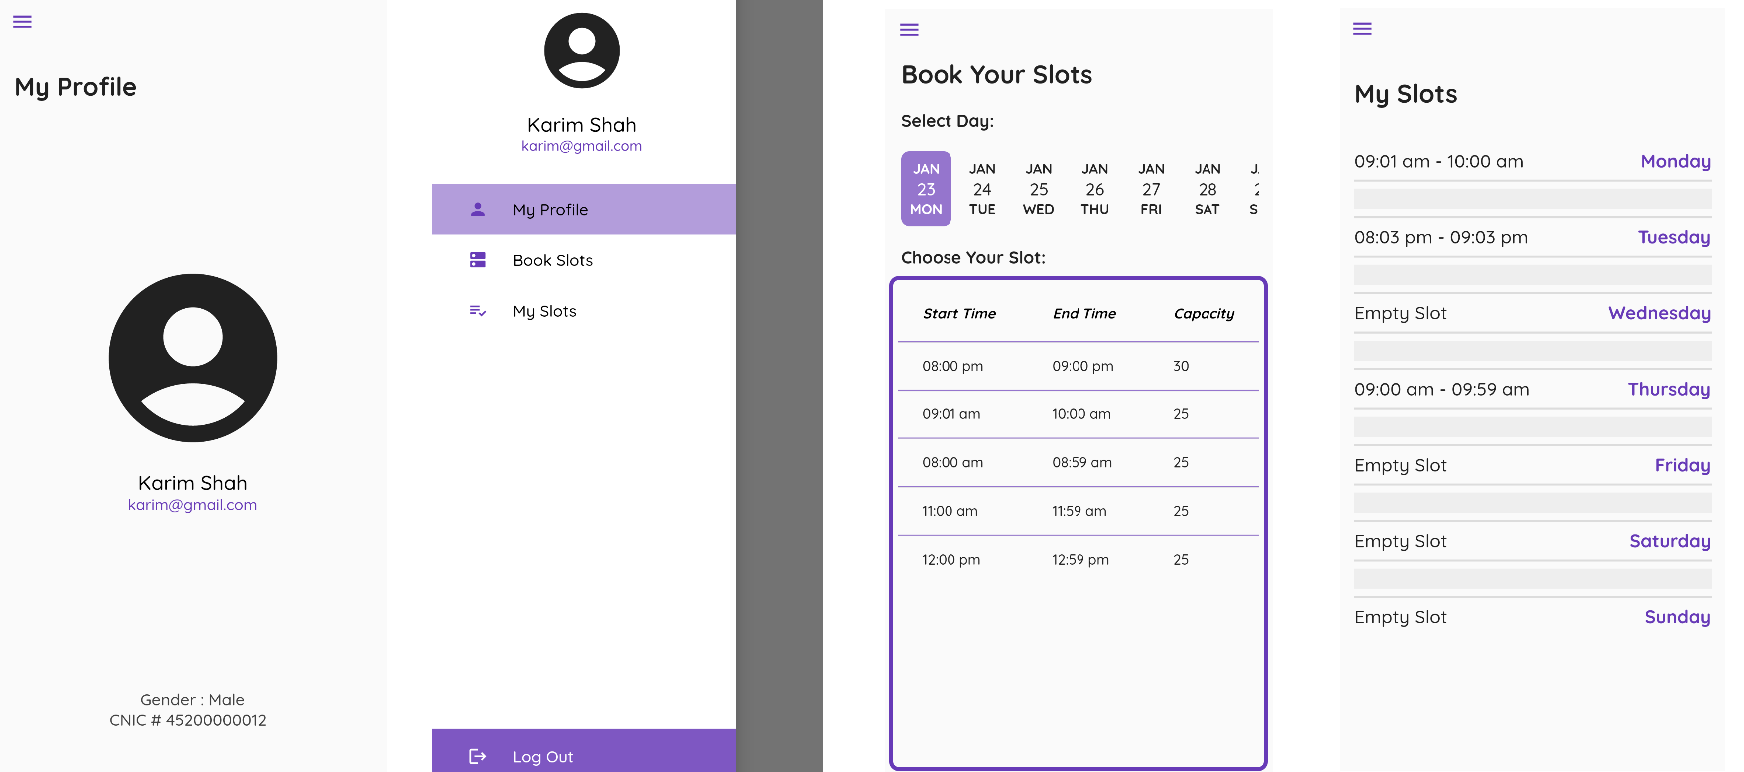 My Profile
Karim Shah
karim@gmail.com
Gender : Male
CNIC # 45200000012
Karim Shah
karim@gmail.com
My Profile
Book Slots
My Slots
Log Out
Book Your Slots
Select Day:
JAN JAN JAN JAN JAN JAN
23 24 25 26 27 28
MON TUE WED THU FRI SAT
Choose Your Slot:
Start Time End Time Capacity
08:00 pm 09:00 pm 30
09:01 am 10:00 am 25
08:00 am 08:59 am 25
11:00 am 11:59 am 25
12:00 pm 12:59 pm 25
My Slots
09:01 am - 10:00 am Monday
08:03 pm - 09:03 pm Tuesday
Empty Slot Wednesday
09:00 am - 09:59 am Thursday
Empty Slot Friday
Empty Slot Saturday
Empty Slot Sunday